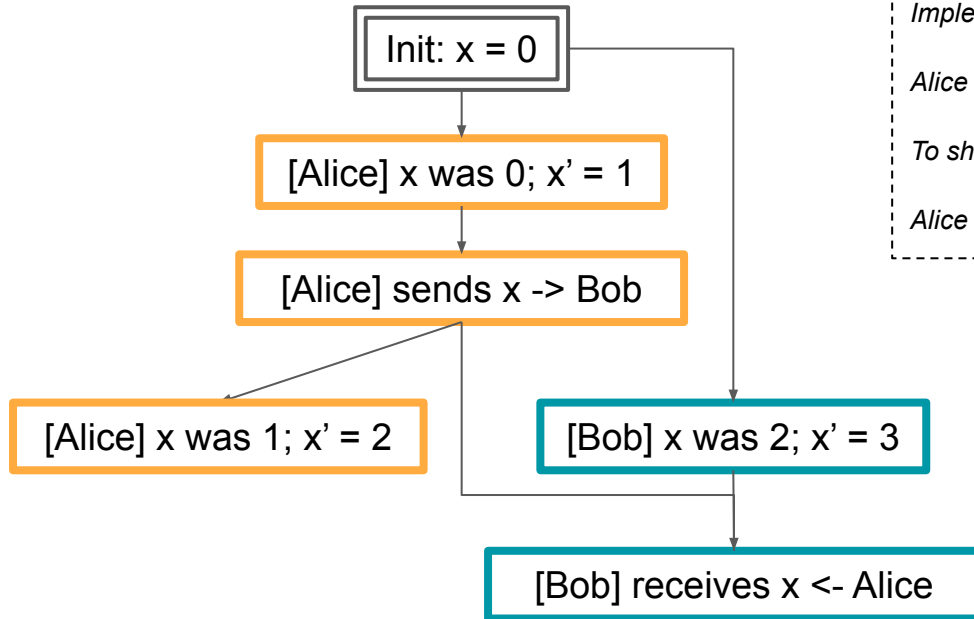 Init: x = 0
Imple
Alice
To sh
Alice
[Alice] x was 0; x’ = 1
[Alice] sends x -> Bob
[Alice] x was 1; x’ = 2
[Bob] x was 2; x’ = 3
[Bob] receives x <- Alice